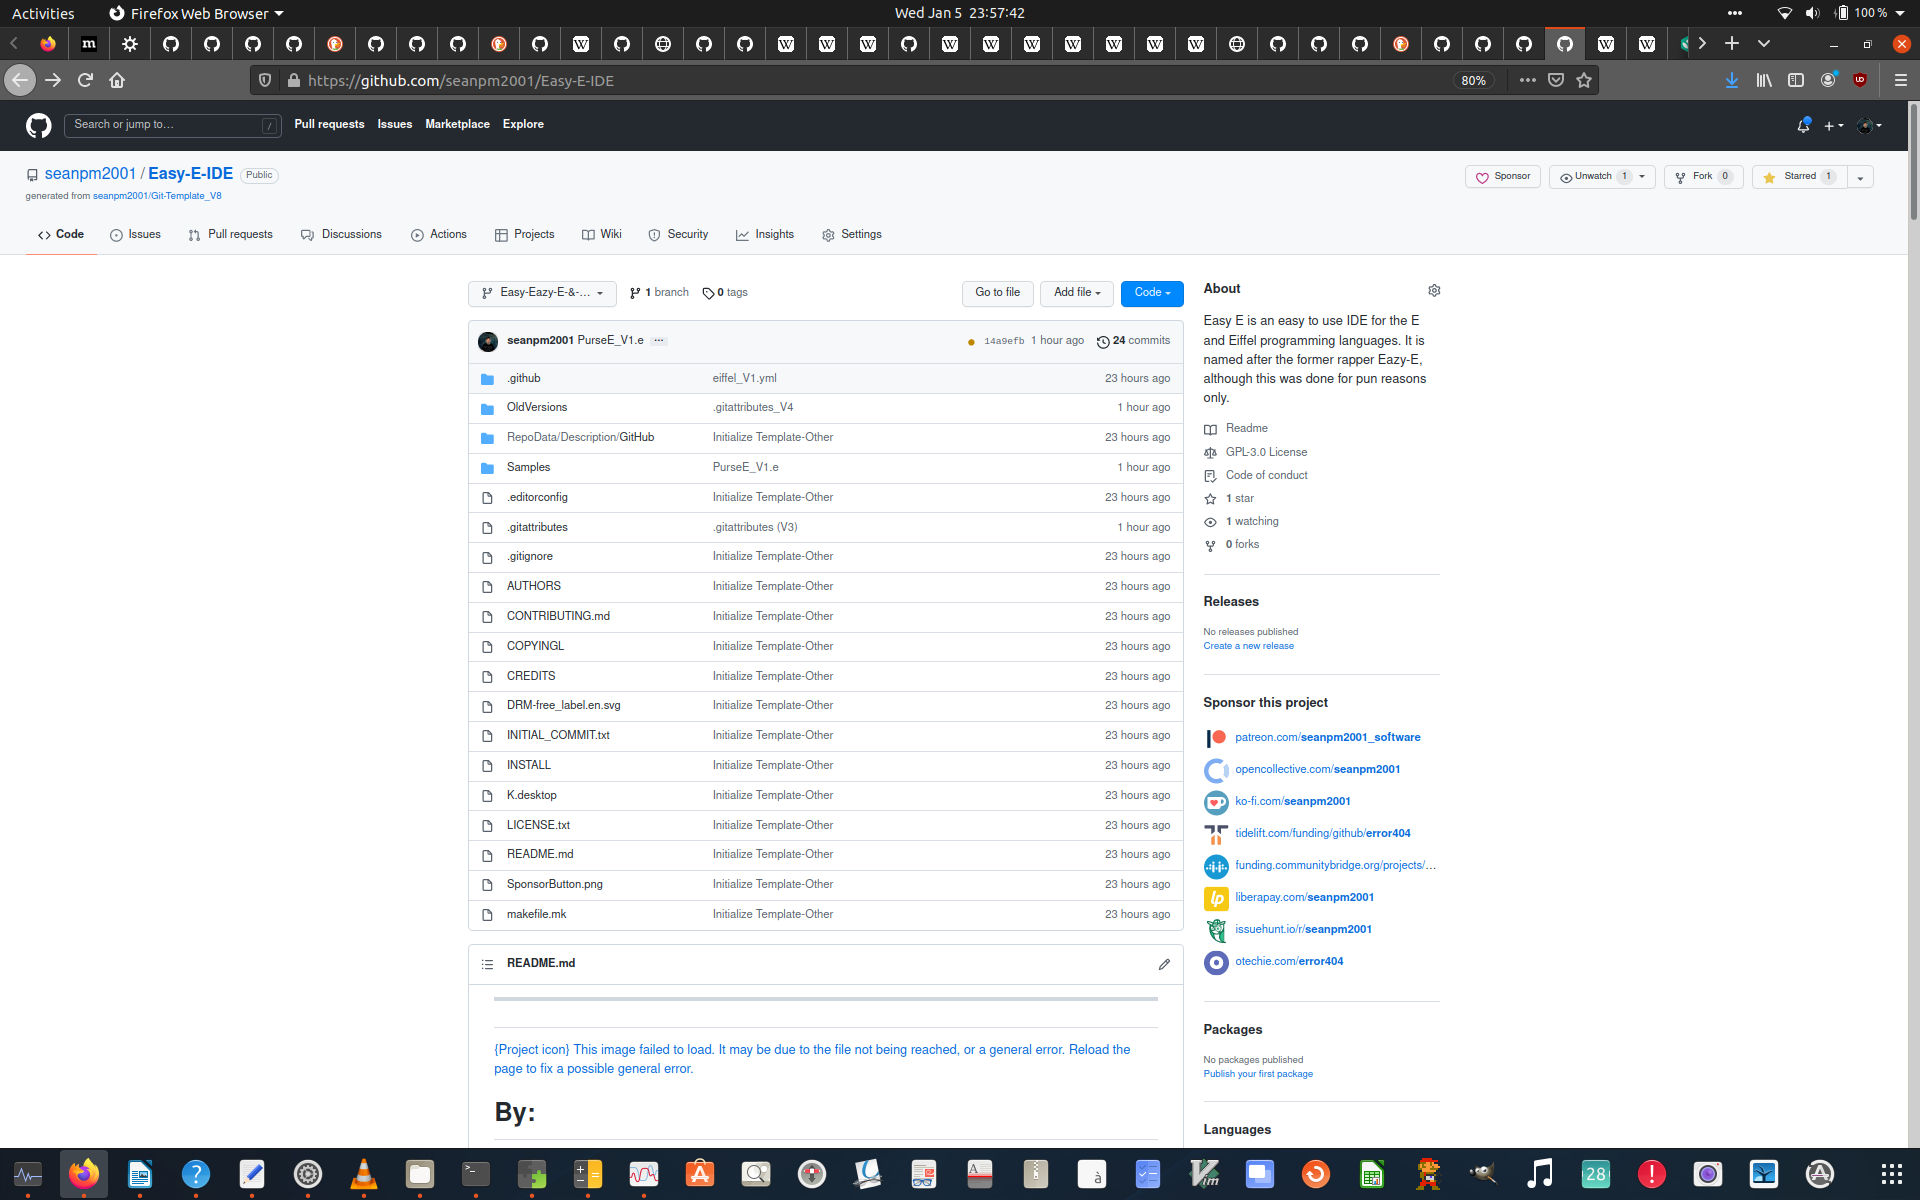 Activities Firefox Web Browser Wed Jan 5 23:57:42 100 %
https://github.com/seanpm2001/Easy-E-IDE 80%
Search or jump to… / Pull requests Issues Marketplace Explore
seanpm2001 / Easy-E-IDE Public Sponsor Unwatch 1 Fork 0 Starred 1
generated from seanpm2001/Git-Template_V8
Code Issues Pull requests Discussions Actions Projects Wiki Security Insights Settings
Easy-Eazy-E-&-... 1 branch 0 tags Go to file Add file Code
seanpm2001 PurseE_V1.e ... 14a9efb 1 hour ago 24 commits
.github eiffel_V1.yml 23 hours ago
OldVersions .gitattributes_V4 1 hour ago
RepoData/Description/GitHub Initialize Template-Other 23 hours ago
Samples PurseE_V1.e 1 hour ago
.editorconfig Initialize Template-Other 23 hours ago
.gitattributes .gitattributes (V3) 1 hour ago
.gitignore Initialize Template-Other 23 hours ago
AUTHORS Initialize Template-Other 23 hours ago
CONTRIBUTING.md Initialize Template-Other 23 hours ago
COPYINGL Initialize Template-Other 23 hours ago
CREDITS Initialize Template-Other 23 hours ago
DRM-free_label.en.svg Initialize Template-Other 23 hours ago
INITIAL_COMMIT.txt Initialize Template-Other 23 hours ago
INSTALL Initialize Template-Other 23 hours ago
K.desktop Initialize Template-Other 23 hours ago
LICENSE.txt Initialize Template-Other 23 hours ago
README.md Initialize Template-Other 23 hours ago
SponsorButton.png Initialize Template-Other 23 hours ago
makefile.mk Initialize Template-Other 23 hours ago
README.md
{Project icon} This image failed to load. It may be due to the file not being reached, or a general error. Reload the
page to fix a possible general error.
By:
About
Easy E is an easy to use IDE for the E
and Eiffel programming languages. It is
named after the former rapper Eazy-E,
although this was done for pun reasons
only.
Readme
GPL-3.0 License
Code of conduct
1 star
1 watching
0 forks
Releases
No releases published
Create a new release
Sponsor this project
patreon.com/seanpm2001_software
opencollective.com/seanpm2001
ko-fi.com/seanpm2001
tidelift.com/funding/github/error404
funding.communitybridge.org/projects/...
liberapay.com/seanpm2001
issuehunt.io/r/seanpm2001
otechie.com/error404
Packages
No packages published
Publish your first package
Languages
28